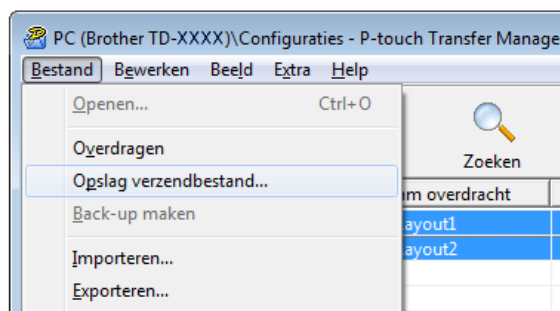 PC (Brother TD-XXXX)\Configuraties - P-touch Transfer Manage
Bestand Bewerken Beeld Extra Help
Openen... Ctrl+O
Overdragen
Opslag verzendbestand...
Back-up maken
Importeren...
Exporteren...
Zoeken
m overdracht
ayout1
ayout2